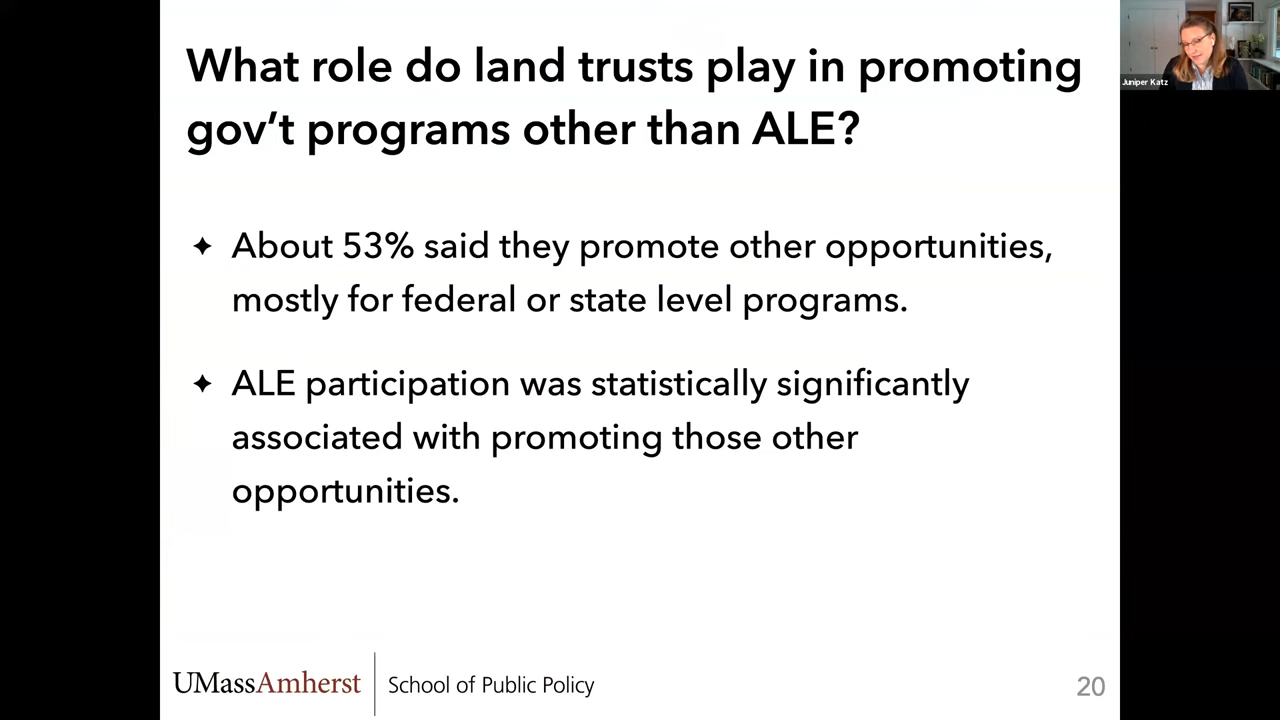 What role do land trusts play in promoting
gov’t programs other than ALE?
Juniper Katz
✦ About 53% said they promote other opportunities,
mostly for federal or state level programs.
✦ ALE participation was statistically significantly
associated with promoting those other
opportunities.
UMassAmherst | School of Public Policy
20